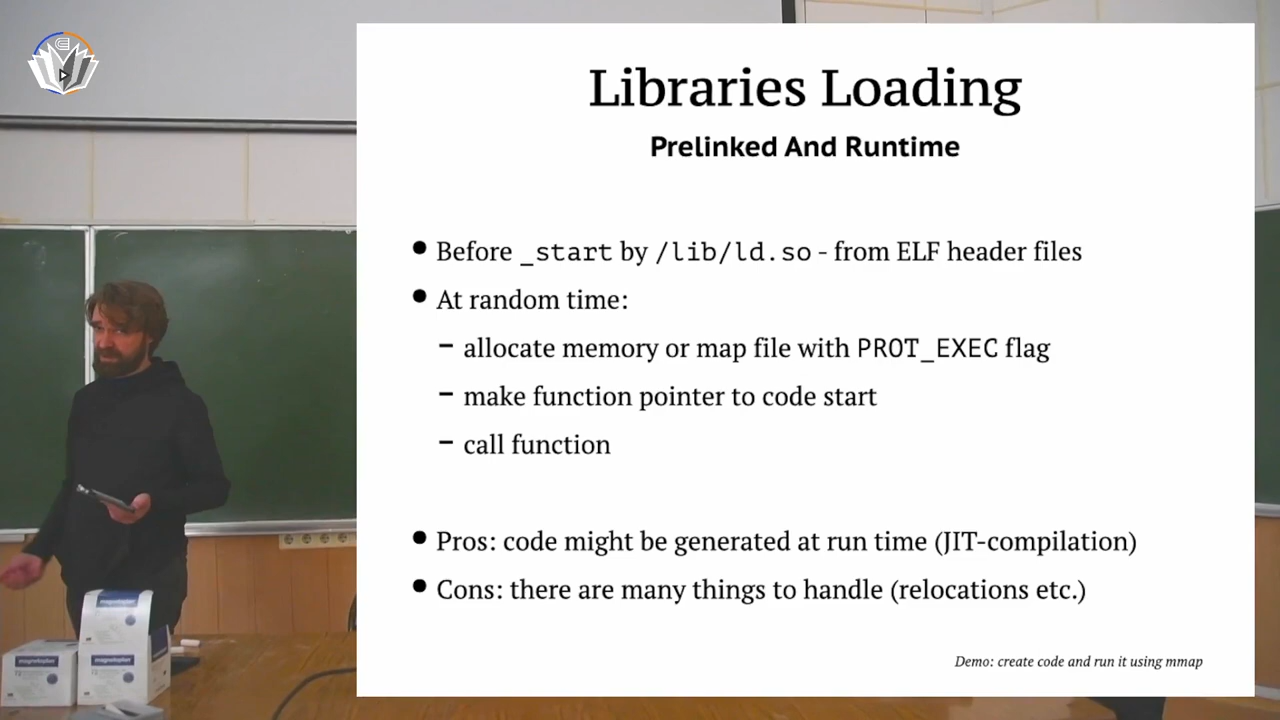 Libraries Loading
Prelinked And Runtime
● Before _start by /lib/ld.so - from ELF header files
● At random time:
– allocate memory or map file with PROT_EXEC flag
– make function pointer to code start
– call function
● Pros: code might be generated at run time (JIT-compilation)
● Cons: there are many things to handle (relocations etc.)
Demo: create code and run it using mmap
magnetoplan
magnetoplan
magnetoplan